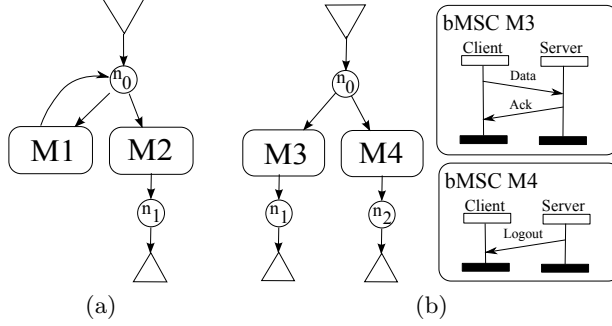 n0
M1
M2
n1
(a)
n0
M3
M4
n1
n2
(b)
bMSC M3
Client Server
Data
Ack
bMSC M4
Client Server
Logout